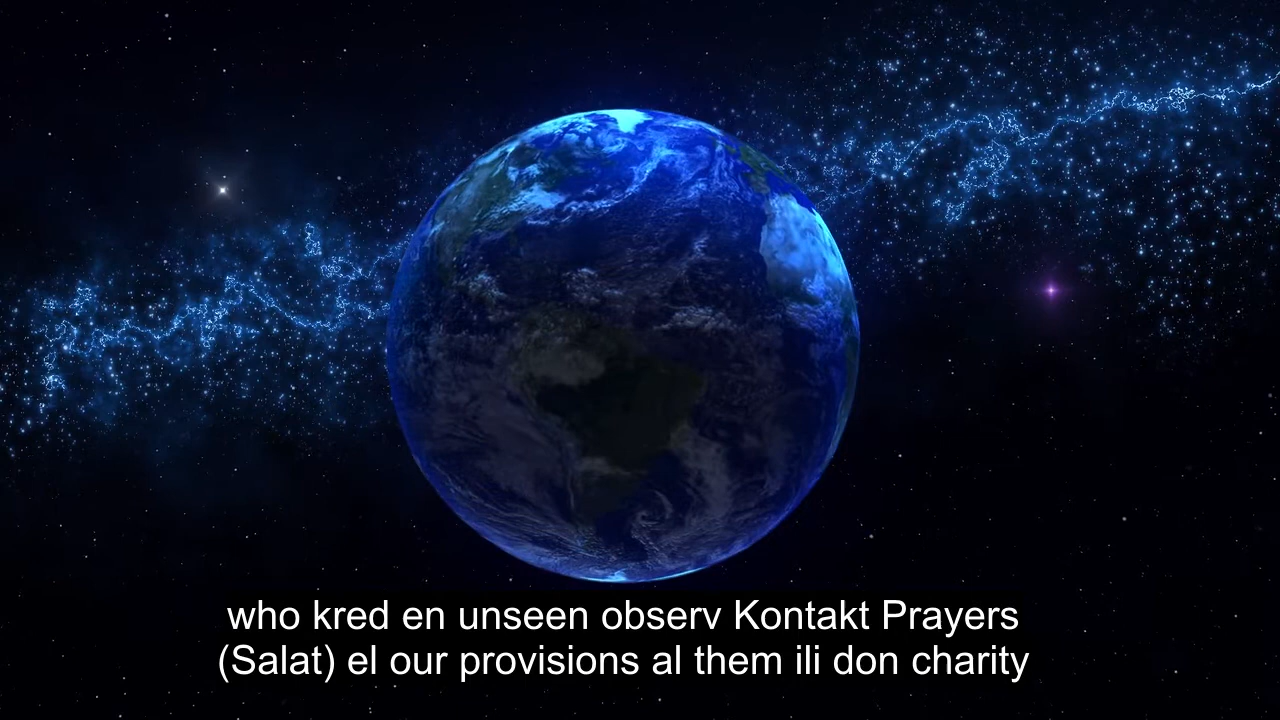 who kred en unseen observ Kontakt Prayers
(Salat) el our provisions al them ili don charity